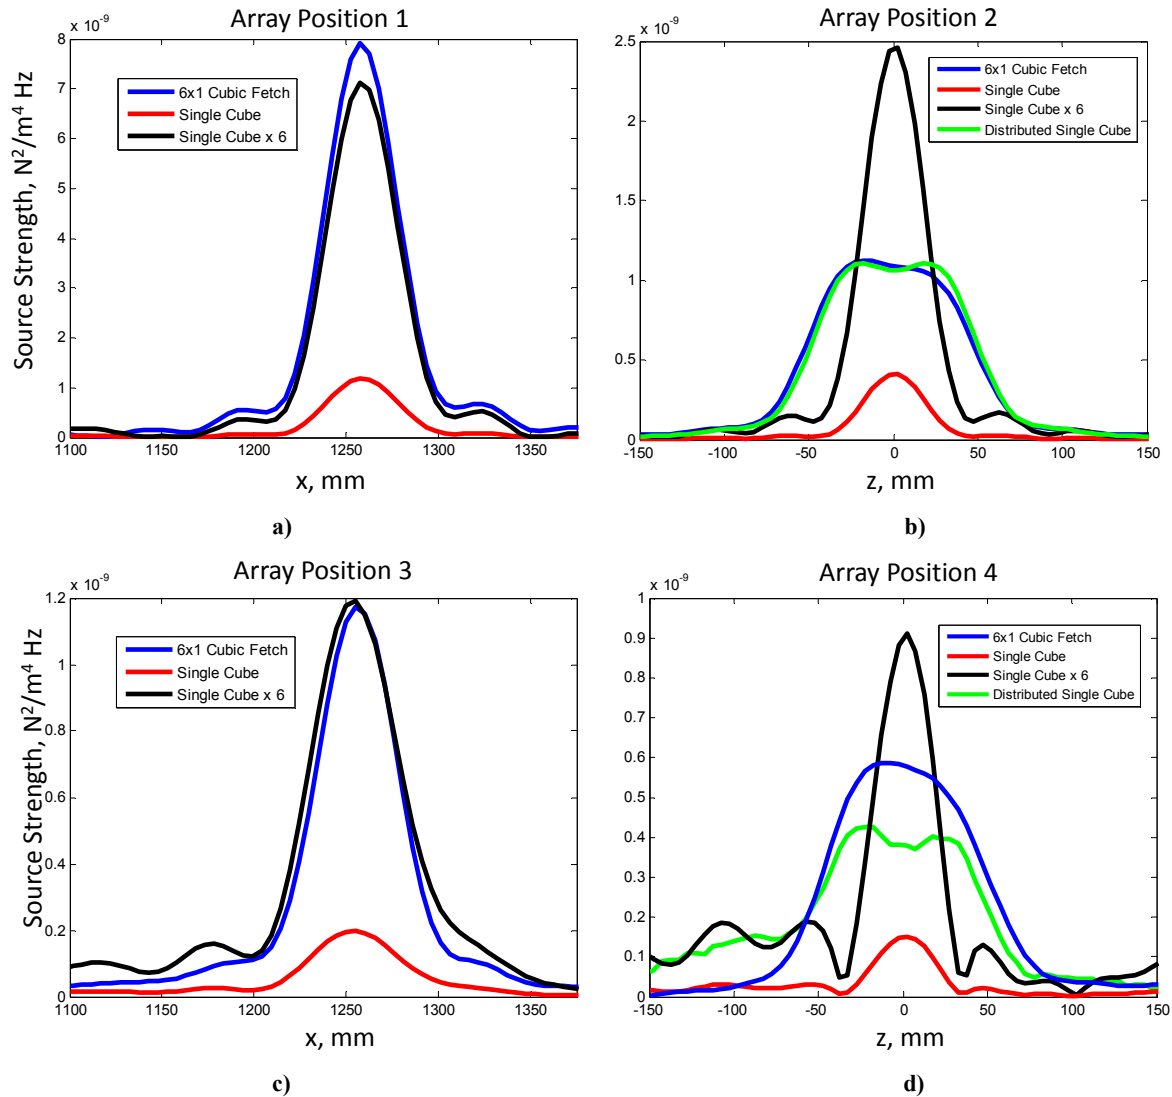 Array Position 1
x 10-9
8
7
6
5
4
3
2
1
0
1100
1150
1200
1250
1300
1350
Source Strength, N2/m4 Hz
x, mm
6x1 Cubic Fetch
Single Cube
Single Cube x 6
a)
Array Position 2
x 10-9
2.5
2
1.5
1
0.5
0
-150
-100
-50
0
50
100
150
z, mm
6x1 Cubic Fetch
Single Cube
Single Cube x 6
Distributed Single Cube
b)
Array Position 3
x 10-9
1.2
1
0.8
0.6
0.4
0.2
0
1100
1150
1200
1250
1300
1350
Source Strength, N2/m4 Hz
x, mm
6x1 Cubic Fetch
Single Cube
Single Cube x 6
c)
Array Position 4
x 10-9
1
0.9
0.8
0.7
0.6
0.5
0.4
0.3
0.2
0.1
0
-150
-100
-50
0
50
100
150
z, mm
6x1 Cubic Fetch
Single Cube
Single Cube x 6
Distributed Single Cube
d)